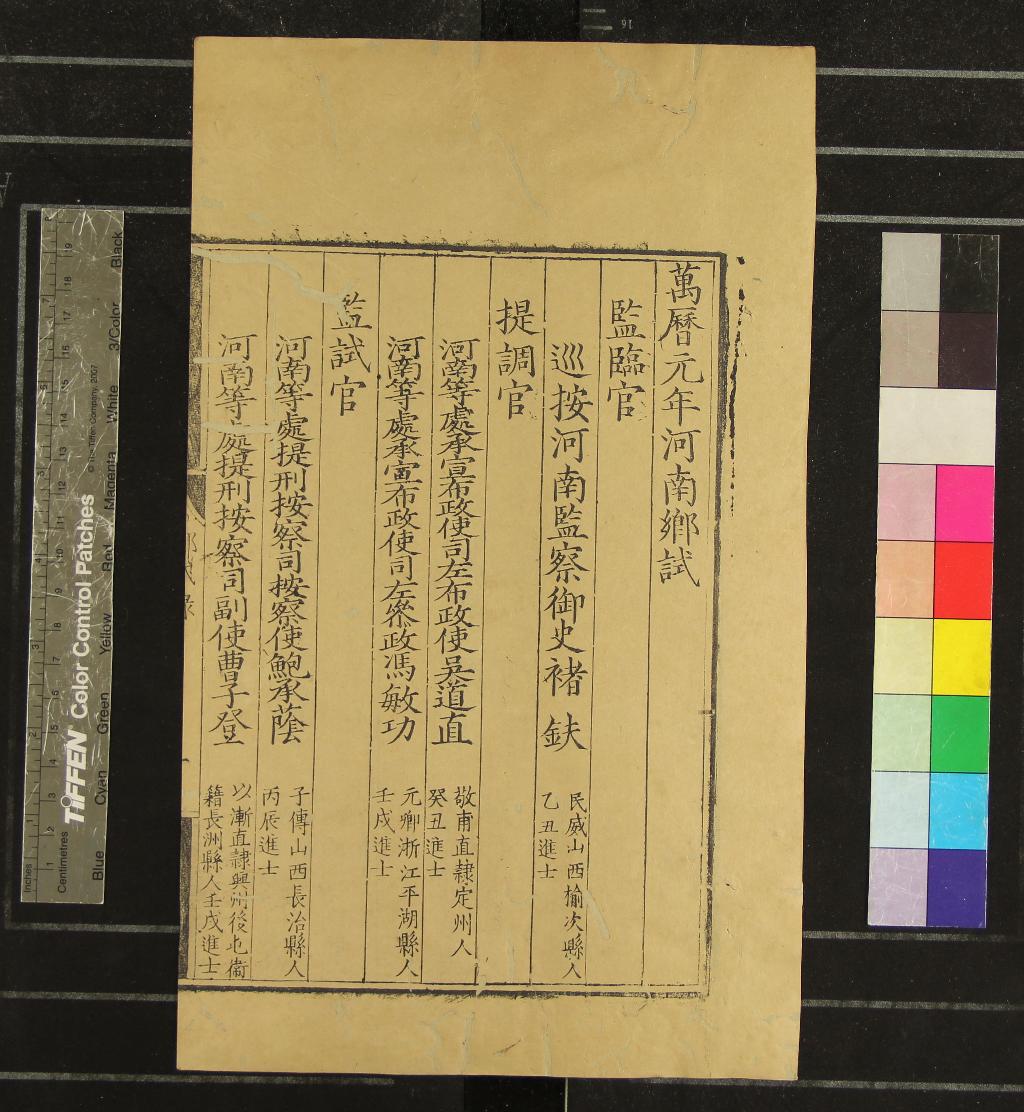 萬曆元年河南鄉試
監臨官
巡按河南監察御史褚 鈇
民威山西榆次縣人
乙丑進士
提調官
河南等處承宣布政使司左布政使吳道直
敬甫直隸定州人
癸丑進士
河南等處承宣布政使司左參政馮敏功
元卿浙江平湖縣人
壬戌進士
監試官
河南等處提刑按察司按察使鮑承蔭
子傳山西長治縣人
丙辰進士
河南等處提刑按察司副使曹子登
以漸直隸興州後屯衞
籍長洲縣人壬戌進士
TIFFEN Color Control Patches
© The Tiffen Company, 2007
Inches
Centimetres
Blue
Cyan
Green
Yellow
Red
Magenta
White
3/Color
Black